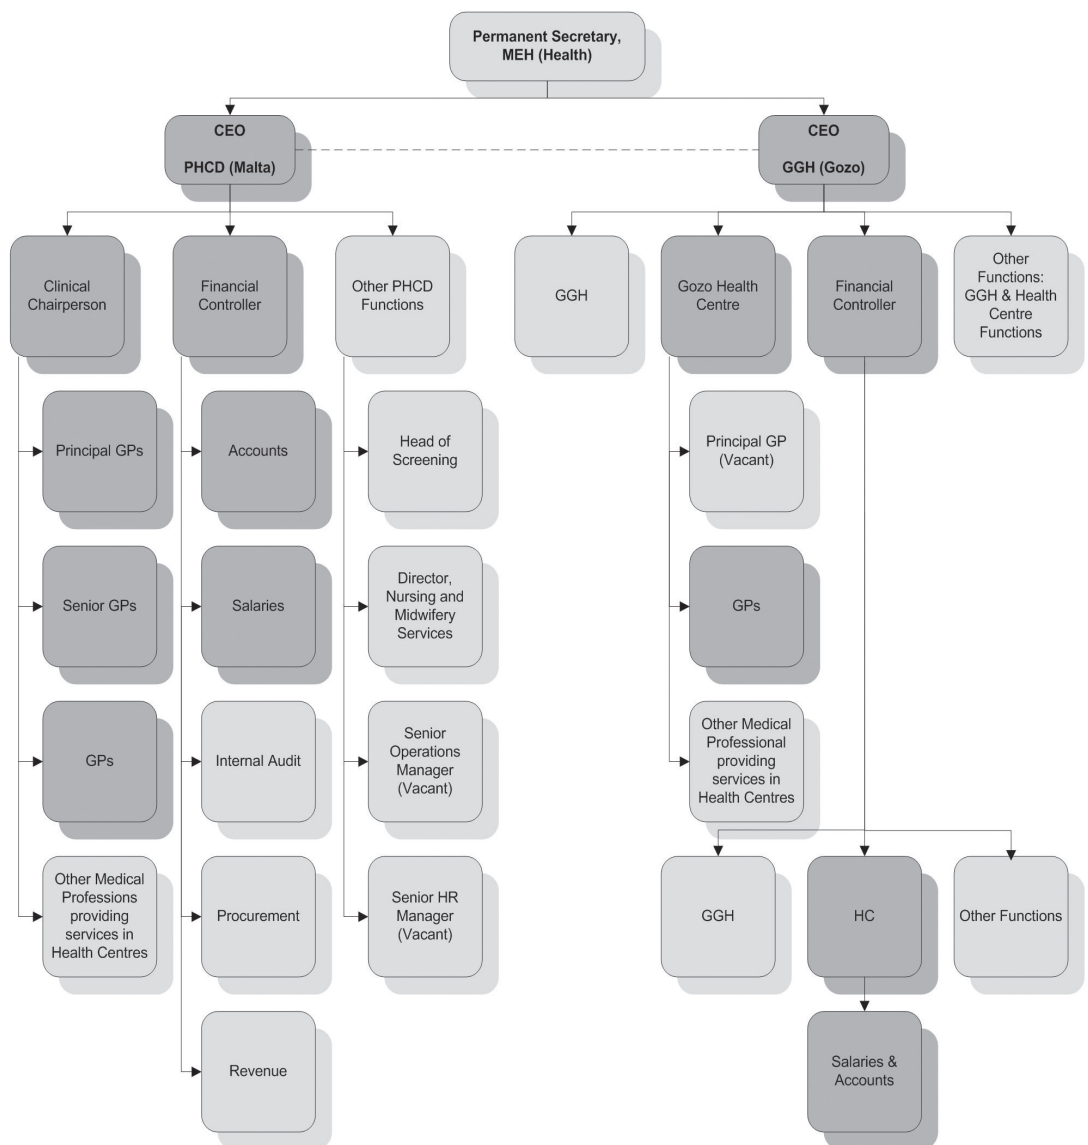 Permanent Secretary,
MEH (Health)
CEO
PHCD (Malta)
CEO
GGH (Gozo)
Clinical
Chairperson
Financial
Controller
Other PHCD
Functions
GGH
Gozo Health
Centre
Financial
Controller
Other
Functions:
GGH & Health
Centre
Functions
Principal GPs
Accounts
Head of
Screening
Principal GP
(Vacant)
Senior GPs
Salaries
Director,
Nursing and
Midwifery
Services
GPs
GPs
Internal Audit
Senior
Operations
Manager
(Vacant)
Other Medical
Professional
providing
services in
Health Centres
Other Medical
Professions
providing
services in
Health Centres
Procurement
Senior HR
Manager
(Vacant)
GGH
HC
Other Functions
Revenue
Salaries &
Accounts